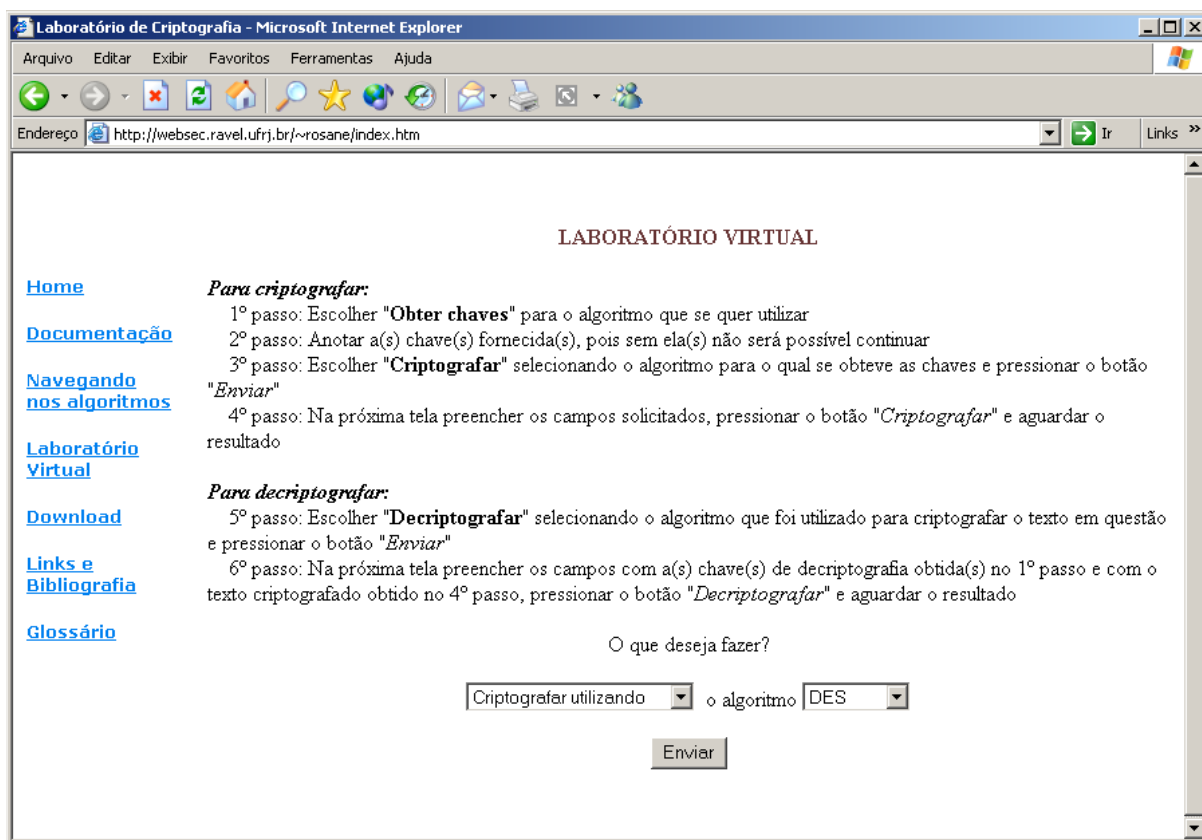 Laboratório de Criptografia - Microsoft Internet Explorer
Arquivo Editar Exibir Favoritos Ferramentas Ajuda
Endereço http://websec.ravel.ufrj.br/~rosane/index.htm Ir Links »
LABORATÓRIO VIRTUAL
Home
Documentação
Navegando
nos algoritmos
Laboratório
Virtual
Download
Links e
Bibliografia
Glossário
Para criptografar:
1º passo: Escolher "Obter chaves" para o algoritmo que se quer utilizar
2º passo: Anotar a(s) chave(s) fornecida(s), pois sem ela(s) não será possível continuar
3º passo: Escolher "Criptografar" selecionando o algoritmo para o qual se obteve as chaves e pressionar o botão
"Enviar"
4º passo: Na próxima tela preencher os campos solicitados, pressionar o botão "Criptografar" e aguardar o
resultado
Para decriptografar:
5º passo: Escolher "Decriptografar" selecionando o algoritmo que foi utilizado para criptografar o texto em questão
e pressionar o botão "Enviar"
6º passo: Na próxima tela preencher os campos com a(s) chave(s) de decriptografia obtida(s) no 1º passo e com o
texto criptografado obtido no 4º passo, pressionar o botão "Decriptografar" e aguardar o resultado
O que deseja fazer?
Criptografar utilizando o algoritmo DES
Enviar